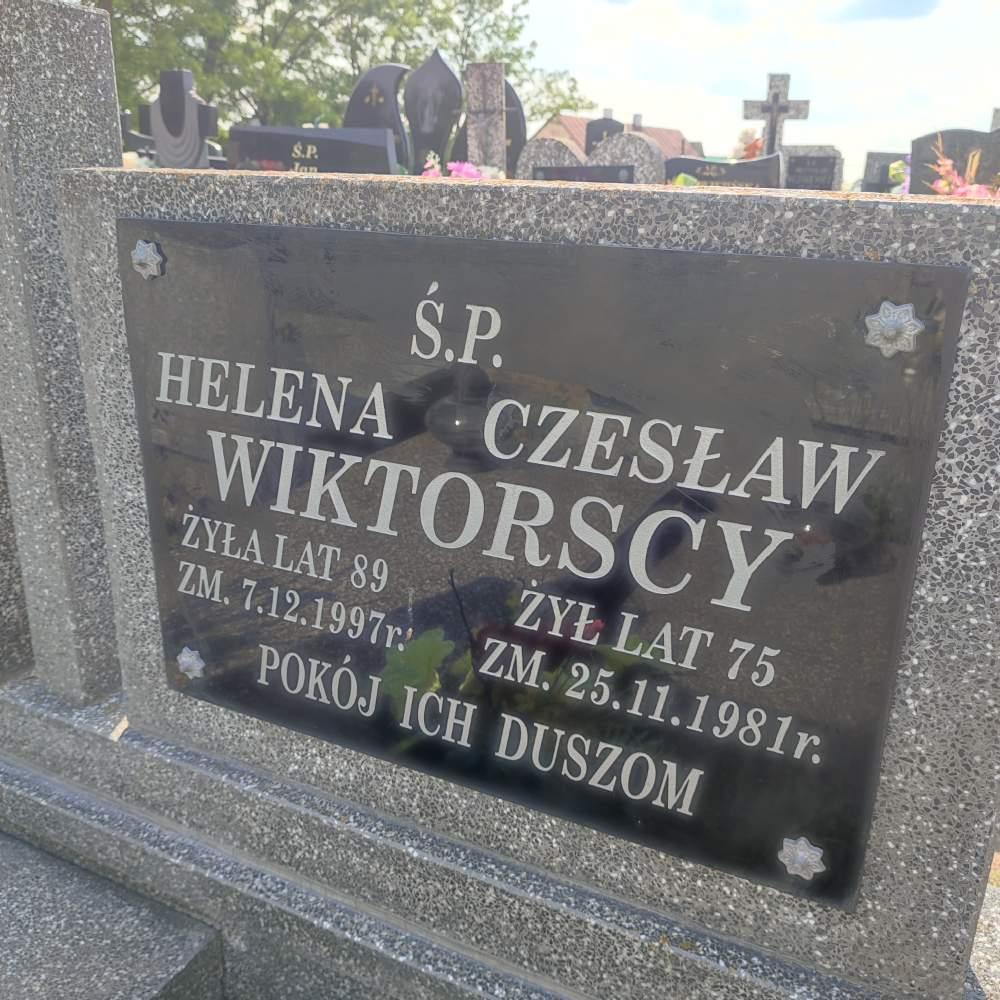 Ś.P.
Jan
Ś.P.
HELENA CZESŁAW
WIKTORSCY
ŻYŁA LAT 89
ZM. 7.12.1997r.
ŻYŁ LAT 75
ZM. 25.11.1981r.
POKÓJ ICH DUSZOM